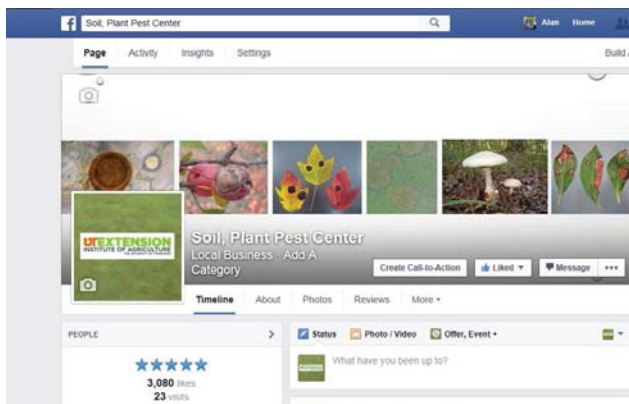 Soil, Plant Pest Center
Alan Home
Page Activity Insights Settings
Build
UTEXTENSION
INSTITUTE OF AGRICULTURE
Soil, Plant Pest Center
Local Business · Add A
Category
Create Call-to-Action Liked Message
Timeline About Photos Reviews More
PEOPLE
Status Photo / Video Offer, Event +
What have you been up to?
3,080 likes
23 visits